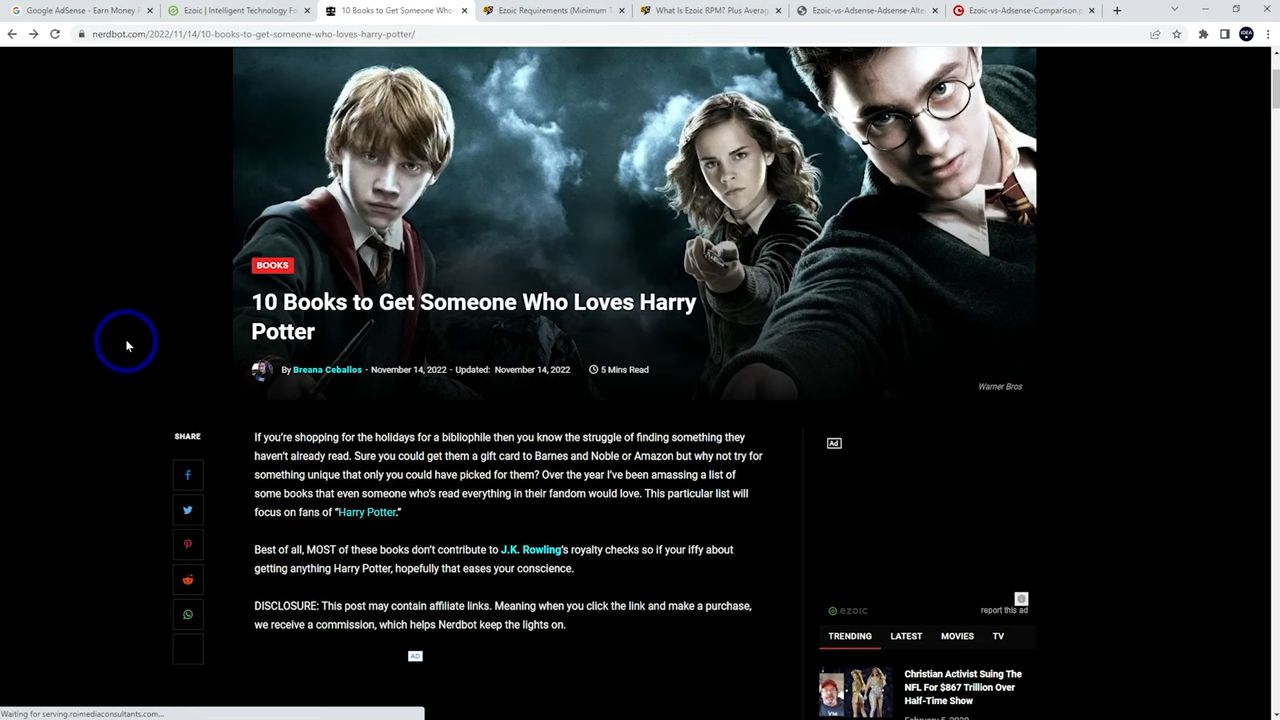 Google AdSense - Earn Money
Ezoic | Intelligent Technology Fo
10 Books to Get Someone Who
Ezoic Requirements (Minimum T
What Is Ezoic RPM? Plus Averag
Ezoic-vs-Adsense-Adsense-Alte
Ezoic-vs-Adsense-Comparison.p
nerdbot.com/2022/11/14/10-books-to-get-someone-who-loves-harry-potter/
IDEA
BOOKS
10 Books to Get Someone Who Loves Harry
Potter
By Breana Ceballos - November 14, 2022 - Updated: November 14, 2022 5 Mins Read
Warner Bros
SHARE
If you're shopping for the holidays for a bibliophile then you know the struggle of finding something they
haven't already read. Sure you could get them a gift card to Barnes and Noble or Amazon but why not try for
something unique that only you could have picked for them? Over the year I've been amassing a list of
some books that even someone who's read everything in their fandom would love. This particular list will
focus on fans of "Harry Potter."
Best of all, MOST of these books don't contribute to J.K. Rowling's royalty checks so if your iffy about
getting anything Harry Potter, hopefully that eases your conscience.
DISCLOSURE: This post may contain affiliate links. Meaning when you click the link and make a purchase,
we receive a commission, which helps Nerdbot keep the lights on.
AD
Ad
ezoic
report this ad
TRENDING LATEST MOVIES TV
Christian Activist Suing The
NFL For $867 Trillion Over
Half-Time Show
VM
Waiting for serving.roimediaconsultants.com...